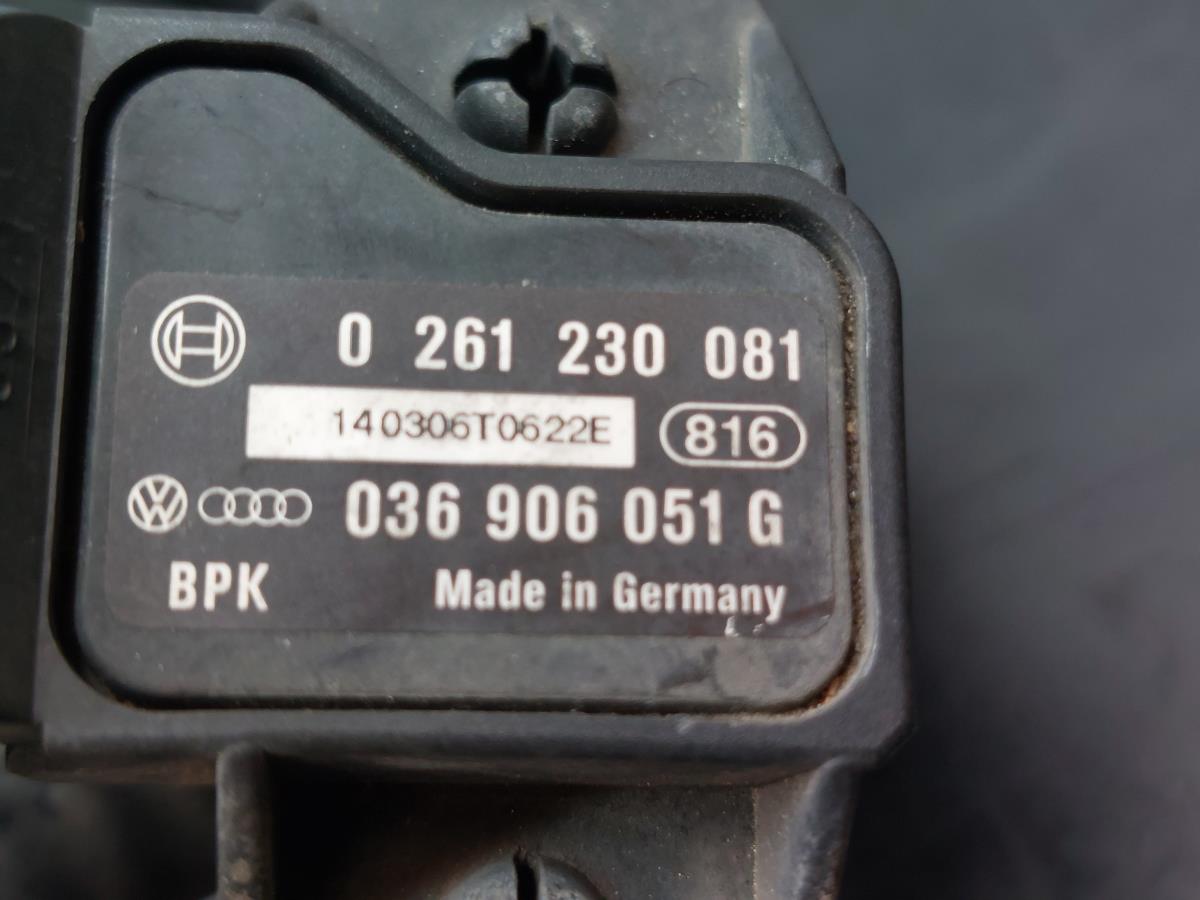 0 261 230 081
140306T0622E 816
036 906 051 G
BPK Made in Germany